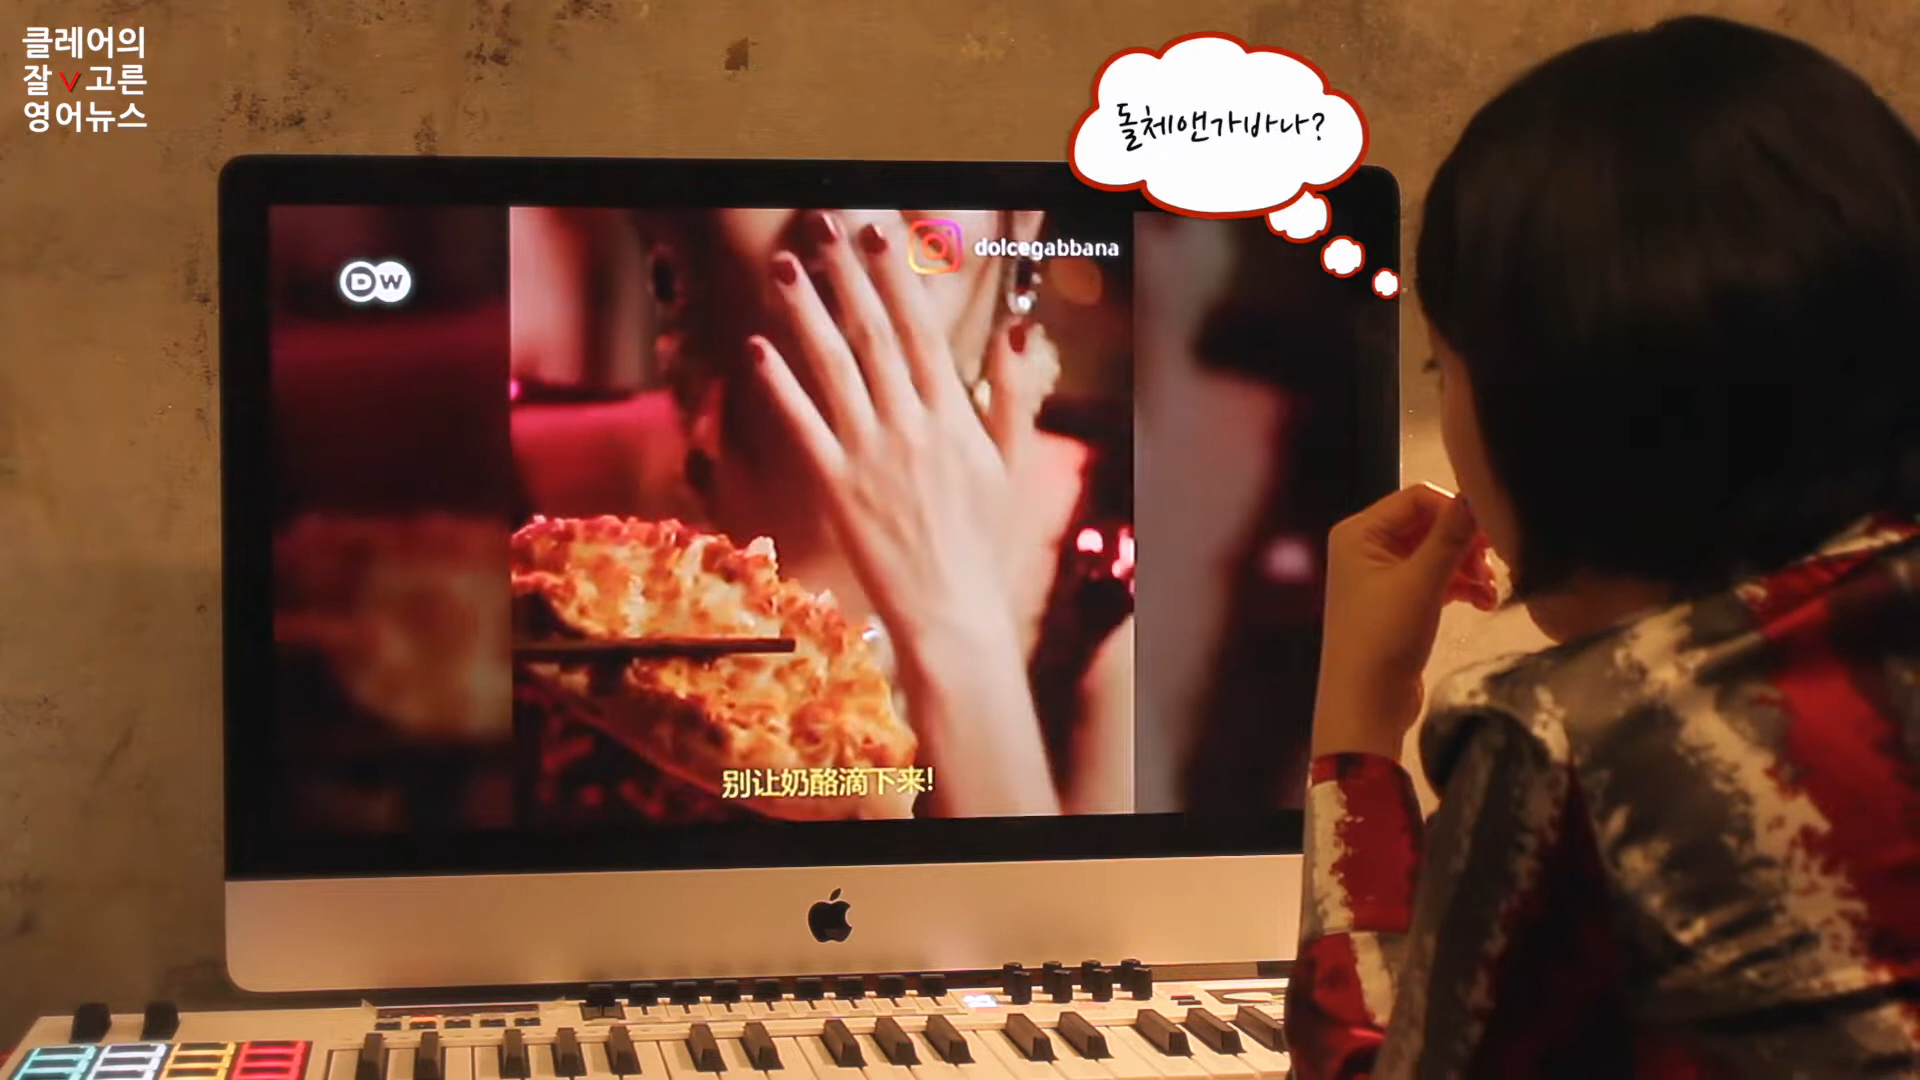 클레어의
잘 V 고른
영어뉴스
돌체앤가바나?
DW
dolcegabbana
别让奶酪滴下来!